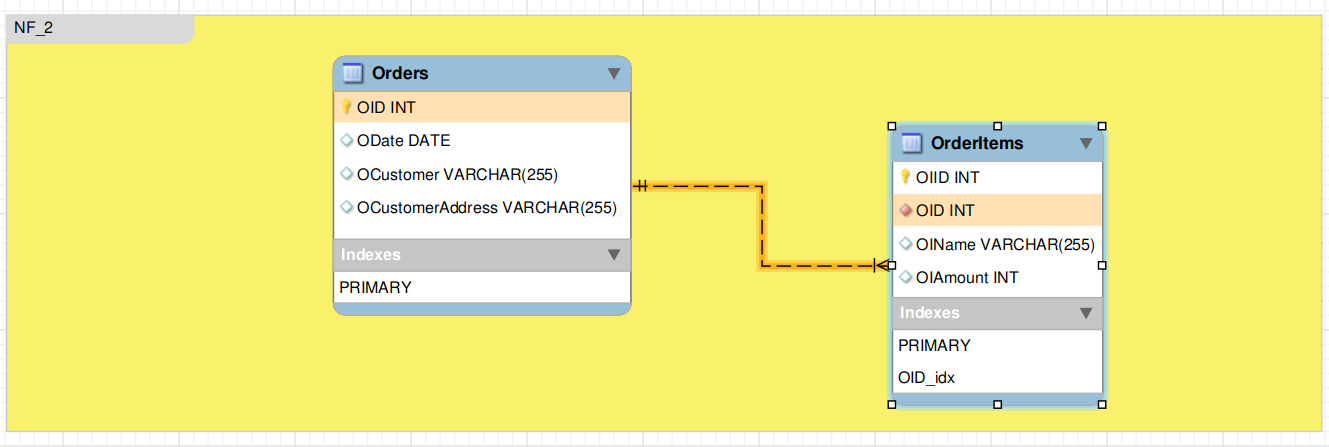 NF_2
Orders
OID INT
ODate DATE
OCustomer VARCHAR(255)
OCustomerAddress VARCHAR(255)
Indexes
PRIMARY
OrderItems
OIID INT
OID INT
OIName VARCHAR(255)
OIAmount INT
Indexes
PRIMARY
OID_idx